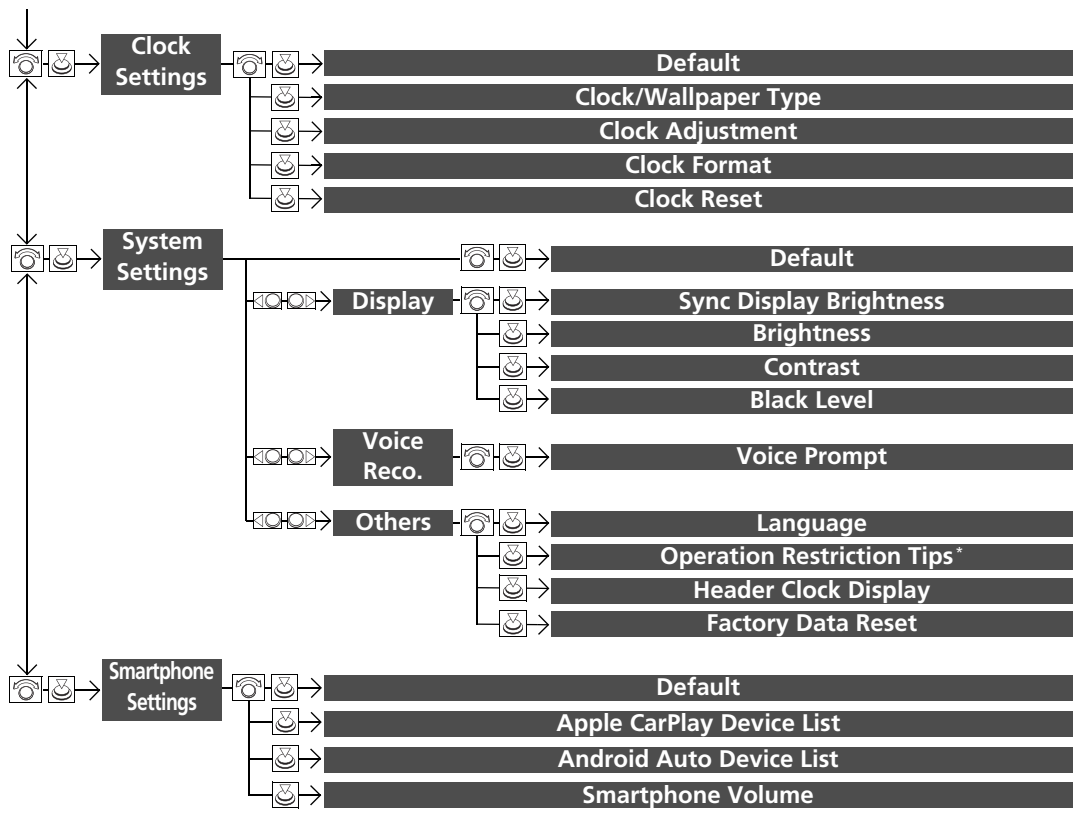 Clock
Settings
Default
Clock/Wallpaper Type
Clock Adjustment
Clock Format
Clock Reset
System
Settings
Default
Display
Sync Display Brightness
Brightness
Contrast
Black Level
Voice
Reco.
Voice Prompt
Others
Language
Operation Restriction Tips*
Header Clock Display
Factory Data Reset
Smartphone
Settings
Default
Apple CarPlay Device List
Android Auto Device List
Smartphone Volume